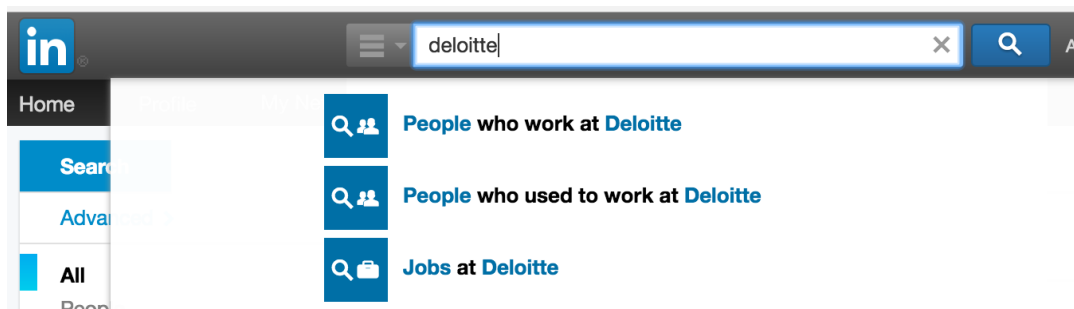 in®
deloitte
Home
People who work at Deloitte
Search
People who used to work at Deloitte
Advanced
All
Jobs at Deloitte
People